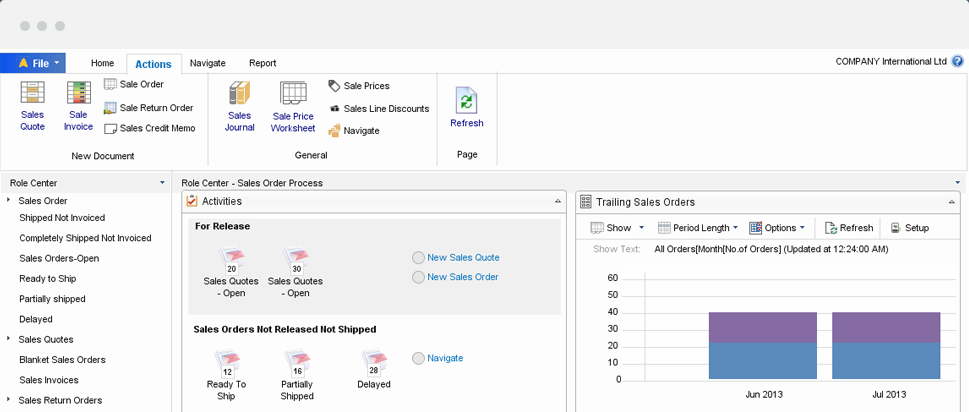 File
Home
Actions
Navigate
Report
COMPANY International Ltd
?
Sales Quote
Sale Invoice
Sale Order
Sale Return Order
Sales Credit Memo
New Document
Sales Journal
Sale Price Worksheet
Sale Prices
Sales Line Discounts
Navigate
General
Refresh
Page
Role Center
Sales Order
Shipped Not Invoiced
Completely Shipped Not Invoiced
Sales Orders-Open
Ready to Ship
Partially shipped
Delayed
Sales Quotes
Blanket Sales Orders
Sales Invoices
Sales Return Orders
Role Center - Sales Order Process
Activities
For Release
20
Sales Quotes
- Open
30
Sales Quotes
- Open
New Sales Quote
New Sales Order
Sales Orders Not Released Not Shipped
12
Ready To
Ship
16
Partially
Shipped
28
Delayed
Navigate
Trailing Sales Orders
Show
Period Length
Options
Refresh
Setup
Show Text: All Orders[Month[No.of Orders] (Updated at 12:24:00 AM)
60
50
40
20
10
0
Jun 2013
Jul 2013